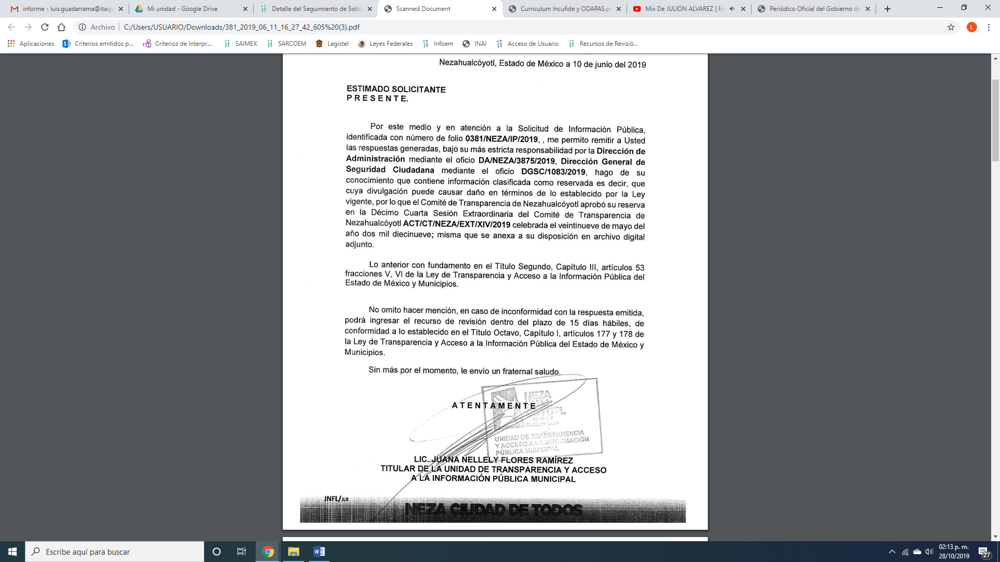 informe - luis.guadarrama@itaipe
Mi unidad - Google Drive
Detalle del Seguimiento de Solici
Scanned Document
Curriculum Incufide y ODAPAS.pd
Mix De JULION ALVAREZ | Es
Periódico Oficial del Gobierno de
Archivo
C:/Users/USUARIO/Downloads/381_2019_06_11_16_27_42_605%20(3).pdf
L
Aplicaciones
Criterios emitidos p...
Criterios de Interpr...
SAIMEX
SARCOEM
Legistel
Leyes Federales
Infoem
INAI
Acceso de Usuario
Recursos de Revisió...
Nezahualcóyotl, Estado de México a 10 de junio del 2019
ESTIMADO SOLICITANTE
P R E S E N T E.
Por este medio y en atención a la Solicitud de Información Pública,
identificada con número de folio 0381/NEZA/IP/2019, , me permito remitir a Usted
las respuestas generadas, bajo su más estricta responsabilidad por la Dirección de
Administración mediante el oficio DA/NEZA/3875/2019, Dirección General de
Seguridad Ciudadana mediante el oficio DGSC/1083/2019, hago de su
conocimiento que contiene información clasificada como reservada es decir, que
cuya divulgación puede causar daño en términos de lo establecido por la Ley
vigente, por lo que el Comité de Transparencia de Nezahualcóyotl aprobó su reserva
en la Décimo Cuarta Sesión Extraordinaria del Comité de Transparencia de
Nezahualcóyotl ACT/CT/NEZA/EXT/XIV/2019 celebrada el veintinueve de mayo del
año dos mil diecinueve; misma que se anexa a su disposición en archivo digital
adjunto.
Lo anterior con fundamento en el Título Segundo, Capítulo III, artículos 53
fracciones V, VI de la Ley de Transparencia y Acceso a la Información Pública del
Estado de México y Municipios.
No omito hacer mención, en caso de inconformidad con la respuesta emitida,
podrá ingresar el recurso de revisión dentro del plazo de 15 días hábiles, de
conformidad a lo establecido en el Título Octavo, Capítulo I, artículos 177 y 178 de
la Ley de Transparencia y Acceso a la Información Pública del Estado de México y
Municipios.
Sin más por el momento, le envío un fraternal saludo.
A T E N T A M E N T E
NEZA
HUAL
CÓYOTL
Ciudad de Todos
UNIDAD DE TRANSPARENCIA
Y ACCESO A LA INFORMACIÓN
PÚBLICA MUNICIPAL
LIC. JUANA NELLELY FLORES RAMÍREZ
TITULAR DE LA UNIDAD DE TRANSPARENCIA Y ACCESO
A LA INFORMACIÓN PÚBLICA MUNICIPAL
JNFL/JLR
NEZA CIUDAD DE TODOS
Escribe aquí para buscar
02:13 p. m.
28/10/2019
27